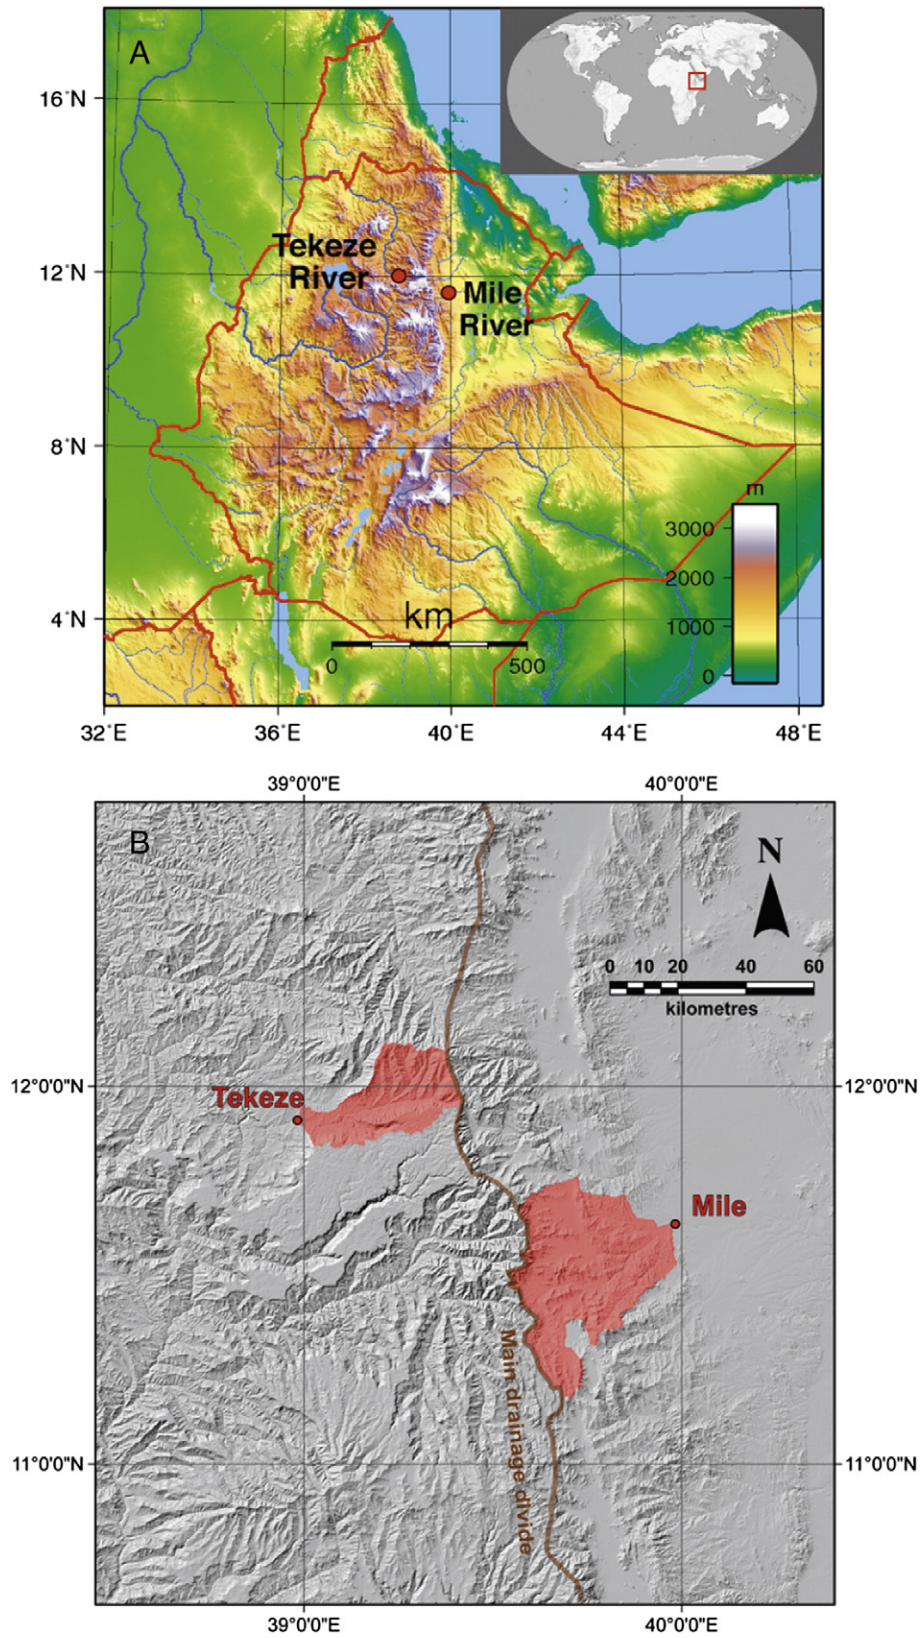 A
16°N
Tekeze
River
12°N
Mile
River
8°N
m
3000
2000
1000
0
4°N
km
0 500
32°E 36°E 40°E 44°E 48°E
39°0'0"E 40°0'0"E
B
N
0 10 20 40 60
kilometres
12°0'0"N 12°0'0"N
Tekeze
Mile
Main drainage divide
11°0'0"N 11°0'0"N
39°0'0"E 40°0'0"E